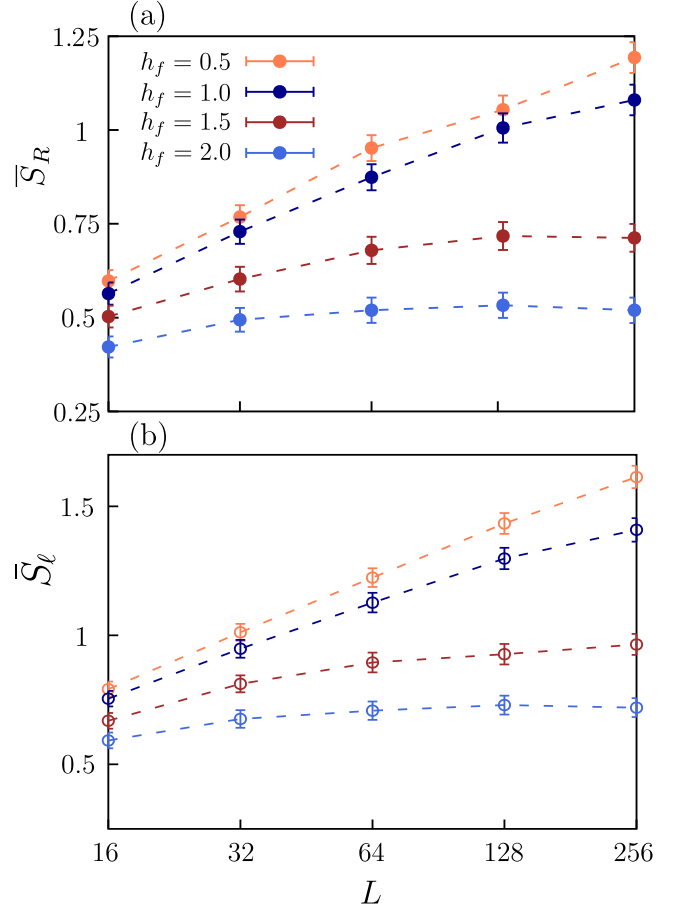 (a)
1.25
1
0.75
0.5
0.25
S̅_R
h_f = 0.5
h_f = 1.0
h_f = 1.5
h_f = 2.0
(b)
1.5
1
0.5
S̅_ℓ
16 32 64 128 256
L